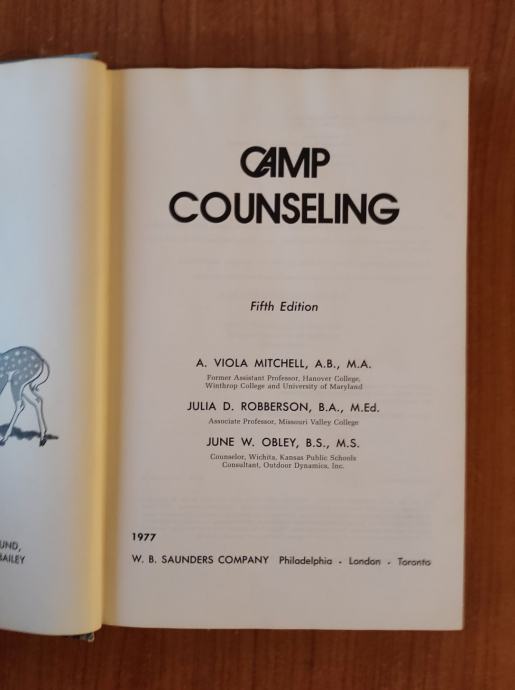 CAMP
COUNSELING
Fifth Edition
A. VIOLA MITCHELL, A.B., M.A.
Former Assistant Professor, Hanover College,
Winthrop College and University of Maryland
JULIA D. ROBBERSON, B.A., M.Ed.
Associate Professor, Missouri Valley College
JUNE W. OBLEY, B.S., M.S.
Counselor, Wichita, Kansas Public Schools
Consultant, Outdoor Dynamics, Inc.
1977
W. B. SAUNDERS COMPANY Philadelphia - London - Toronto
UND,
BAILEY